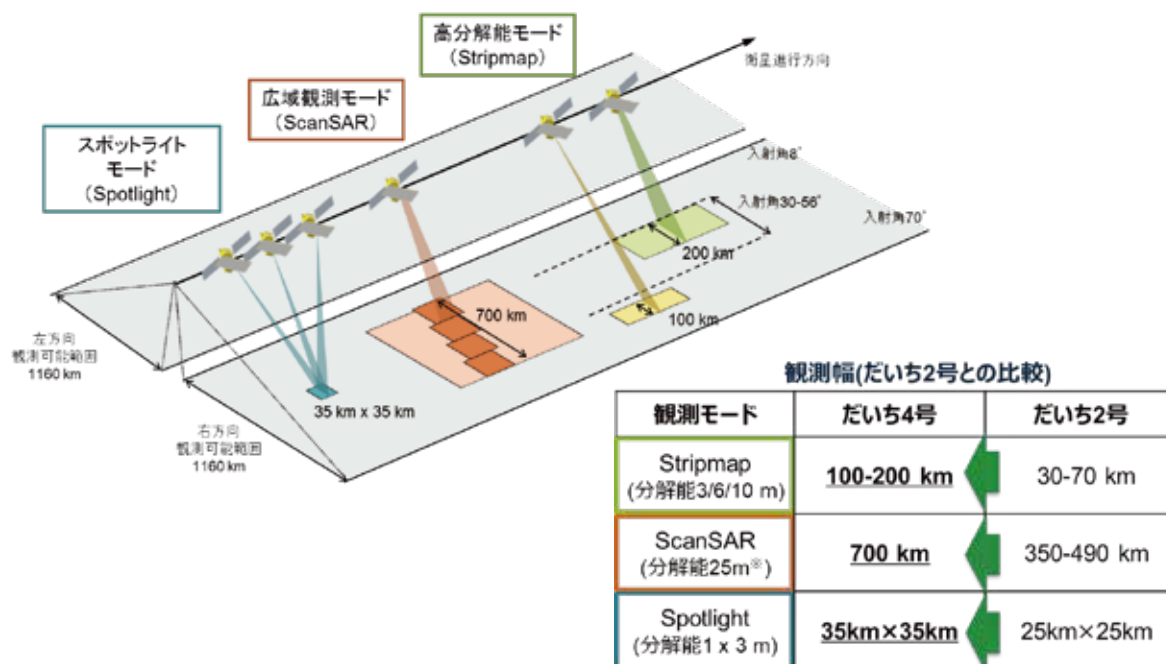 高分解能モード
(Stripmap)
衛星進行方向
広域観測モード
(ScanSAR)
スポットライト
モード
(Spotlight)
入射角8°
入射角30-56°
入射角70°
200 km
700 km
100 km
左方向
観測可能範囲
1160 km
35 km x 35 km
右方向
観測可能範囲
1160 km
観測幅(だいち2号との比較)
観測モード だいち4号 だいち2号
Stripmap
(分解能3/6/10 m) 100-200 km 30-70 km
ScanSAR
(分解能25m※) 700 km 350-490 km
Spotlight
(分解能1 x 3 m) 35km×35km 25km×25km